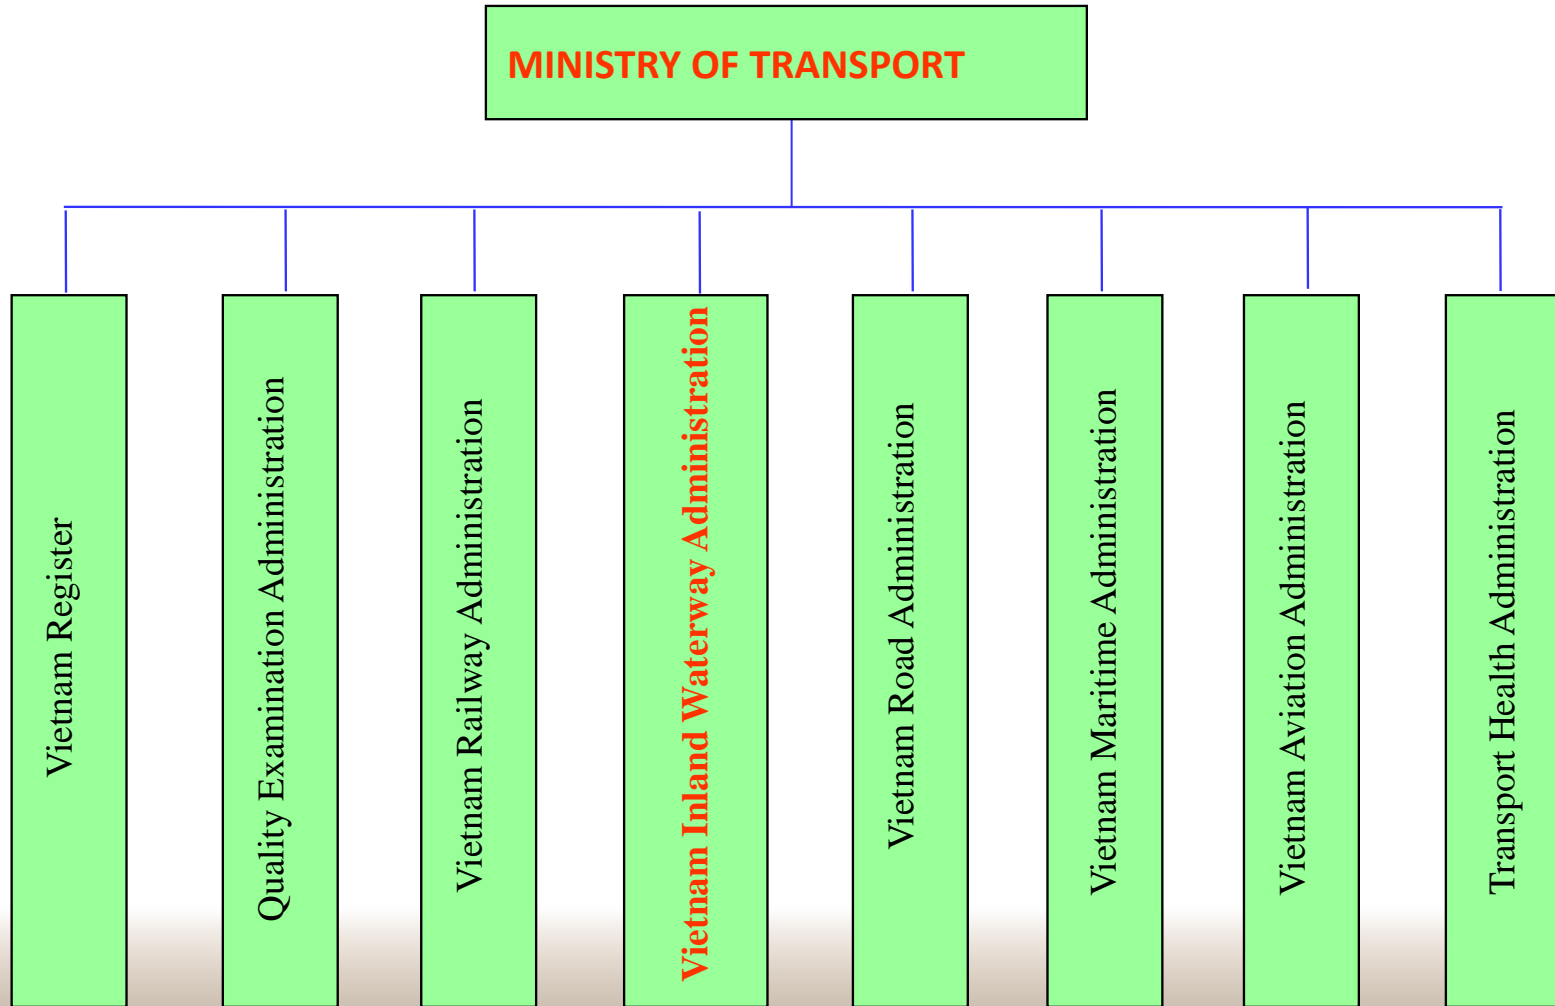 MINISTRY OF TRANSPORT
Vietnam Register
Quality Examination Administration
Vietnam Railway Administration
Vietnam Inland Waterway Administration
Vietnam Road Administration
Vietnam Maritime Administration
Vietnam Aviation Administration
Transport Health Administration